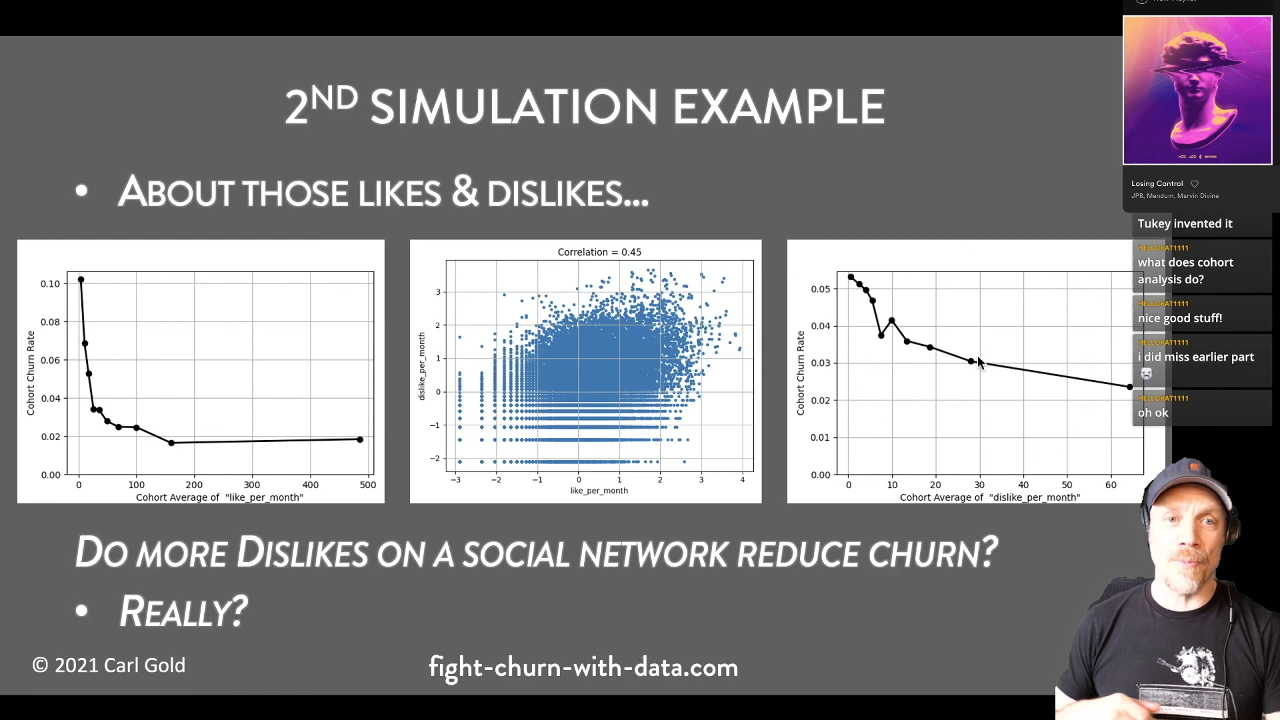 2ND SIMULATION EXAMPLE
• ABOUT THOSE LIKES & DISLIKES...
0.10
0.08
0.06
0.04
0.02
0.00
Cohort Churn Rate
0 100 200 300 400 500
Cohort Average of "like_per_month"
Correlation = 0.45
3
2
1
0
−1
−2
dislike_per_month
−3 −2 −1 0 1 2 3 4
like_per_month
0.05
0.04
0.03
0.02
0.01
0.00
Cohort Churn Rate
0 10 20 30 40 50 60
Cohort Average of "dislike_per_month"
DO MORE DISLIKES ON A SOCIAL NETWORK REDUCE CHURN?
• REALLY?
© 2021 Carl Gold
fight-churn-with-data.com
Losing Control
JPB, Mendum, Marvin Divine
Tukey invented it
HELLOKAT1111
what does cohort
analysis do?
HELLOKAT1111
nice good stuff!
HELLOKAT1111
i did miss earlier part
HELLOKAT1111
oh ok